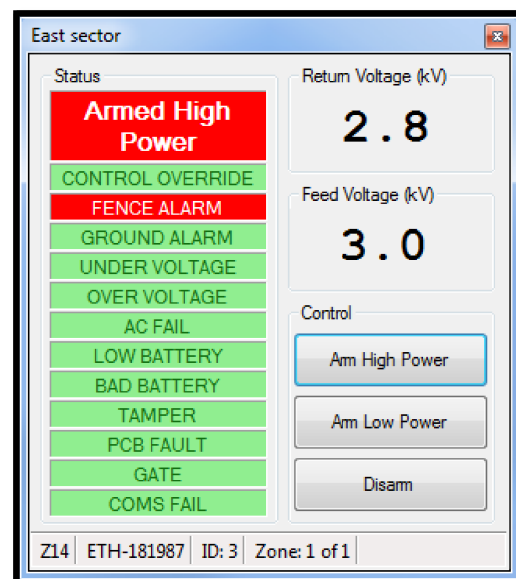 East sector
Status
Armed High
Power
CONTROL OVERRIDE
FENCE ALARM
GROUND ALARM
UNDER VOLTAGE
OVER VOLTAGE
AC FAIL
LOW BATTERY
BAD BATTERY
TAMPER
PCB FAULT
GATE
COMS FAIL
Return Voltage (kV)
2.8
Feed Voltage (kV)
3.0
Control
Arm High Power
Arm Low Power
Disarm
Z14 ETH-181987 ID: 3 Zone: 1 of 1